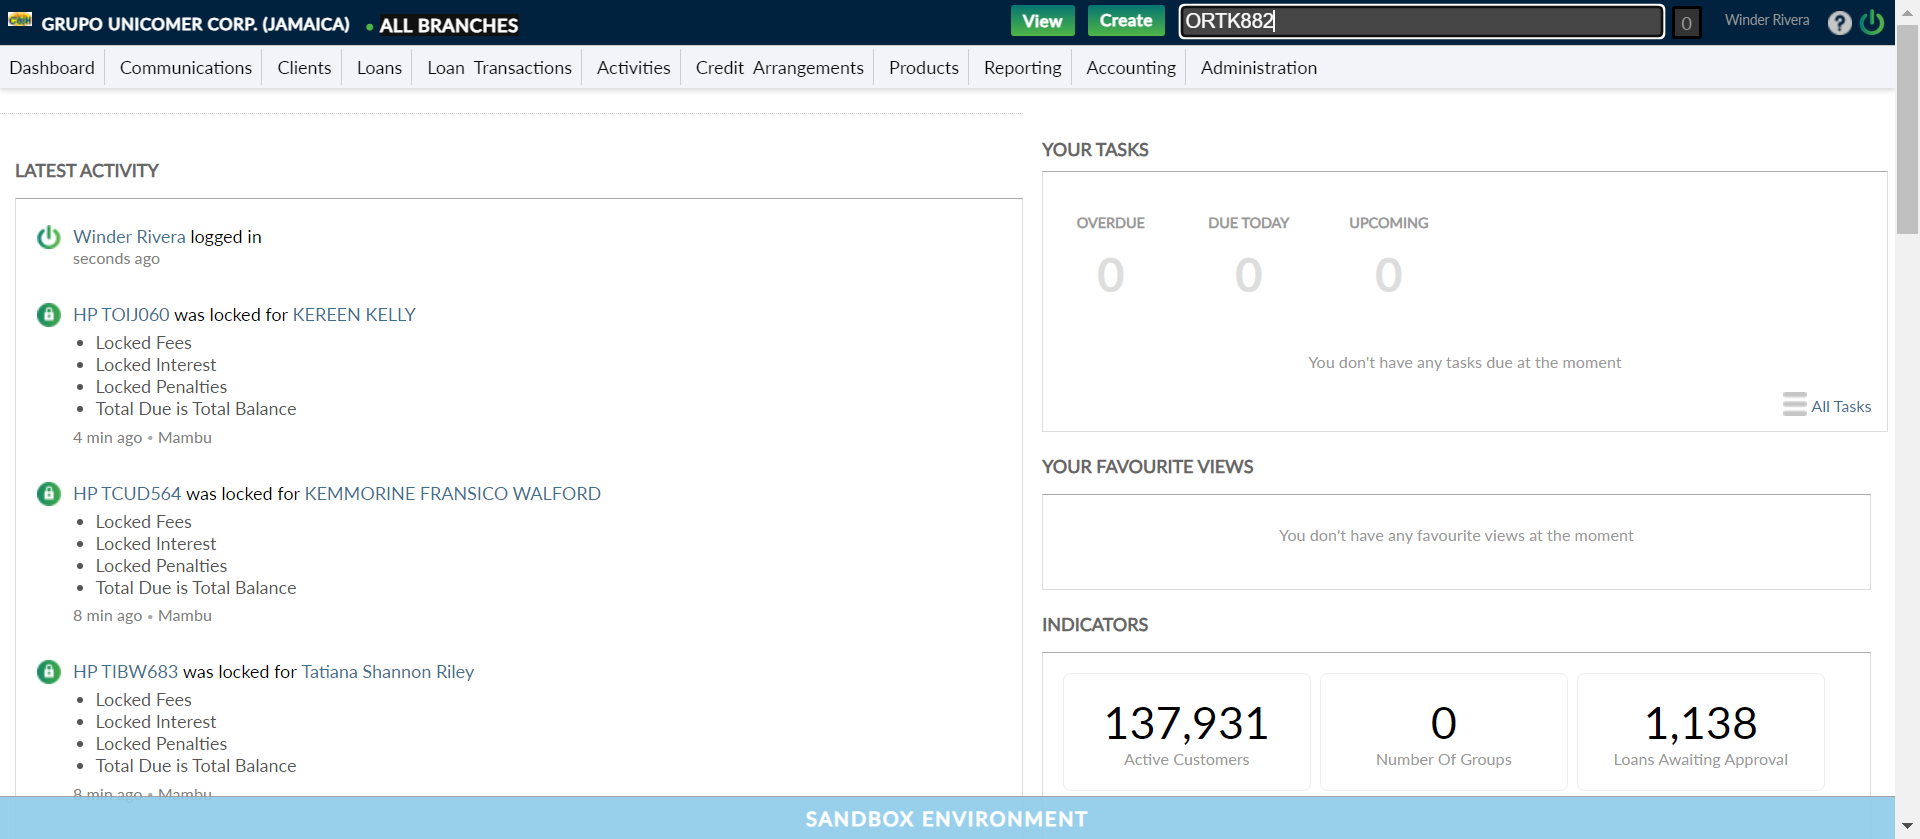 GRUPO UNICOMER CORP. (JAMAICA) • ALL BRANCHES View Create ORTK882 0 Winder Rivera ?
Dashboard Communications Clients Loans Loan Transactions Activities Credit Arrangements Products Reporting Accounting Administration
LATEST ACTIVITY
Winder Rivera logged in
seconds ago
HP TOIJ060 was locked for KEREEN KELLY
• Locked Fees
• Locked Interest
• Locked Penalties
• Total Due is Total Balance
4 min ago • Mambu
HP TCUD564 was locked for KEMMORINE FRANSICO WALFORD
• Locked Fees
• Locked Interest
• Locked Penalties
• Total Due is Total Balance
8 min ago • Mambu
HP TIBW683 was locked for Tatiana Shannon Riley
• Locked Fees
• Locked Interest
• Locked Penalties
• Total Due is Total Balance
8 min ago • Mambu
YOUR TASKS
OVERDUE DUE TODAY UPCOMING
0 0 0
You don't have any tasks due at the moment
All Tasks
YOUR FAVOURITE VIEWS
You don't have any favourite views at the moment
INDICATORS
137,931 0 1,138
Active Customers Number Of Groups Loans Awaiting Approval
SANDBOX ENVIRONMENT